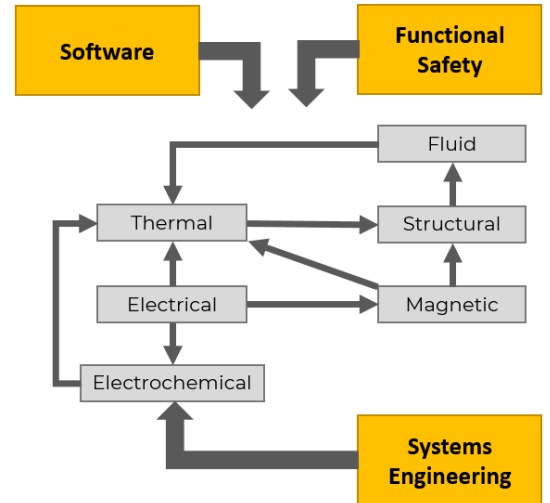 Software
Functional
Safety
Fluid
Thermal
Structural
Electrical
Magnetic
Electrochemical
Systems
Engineering